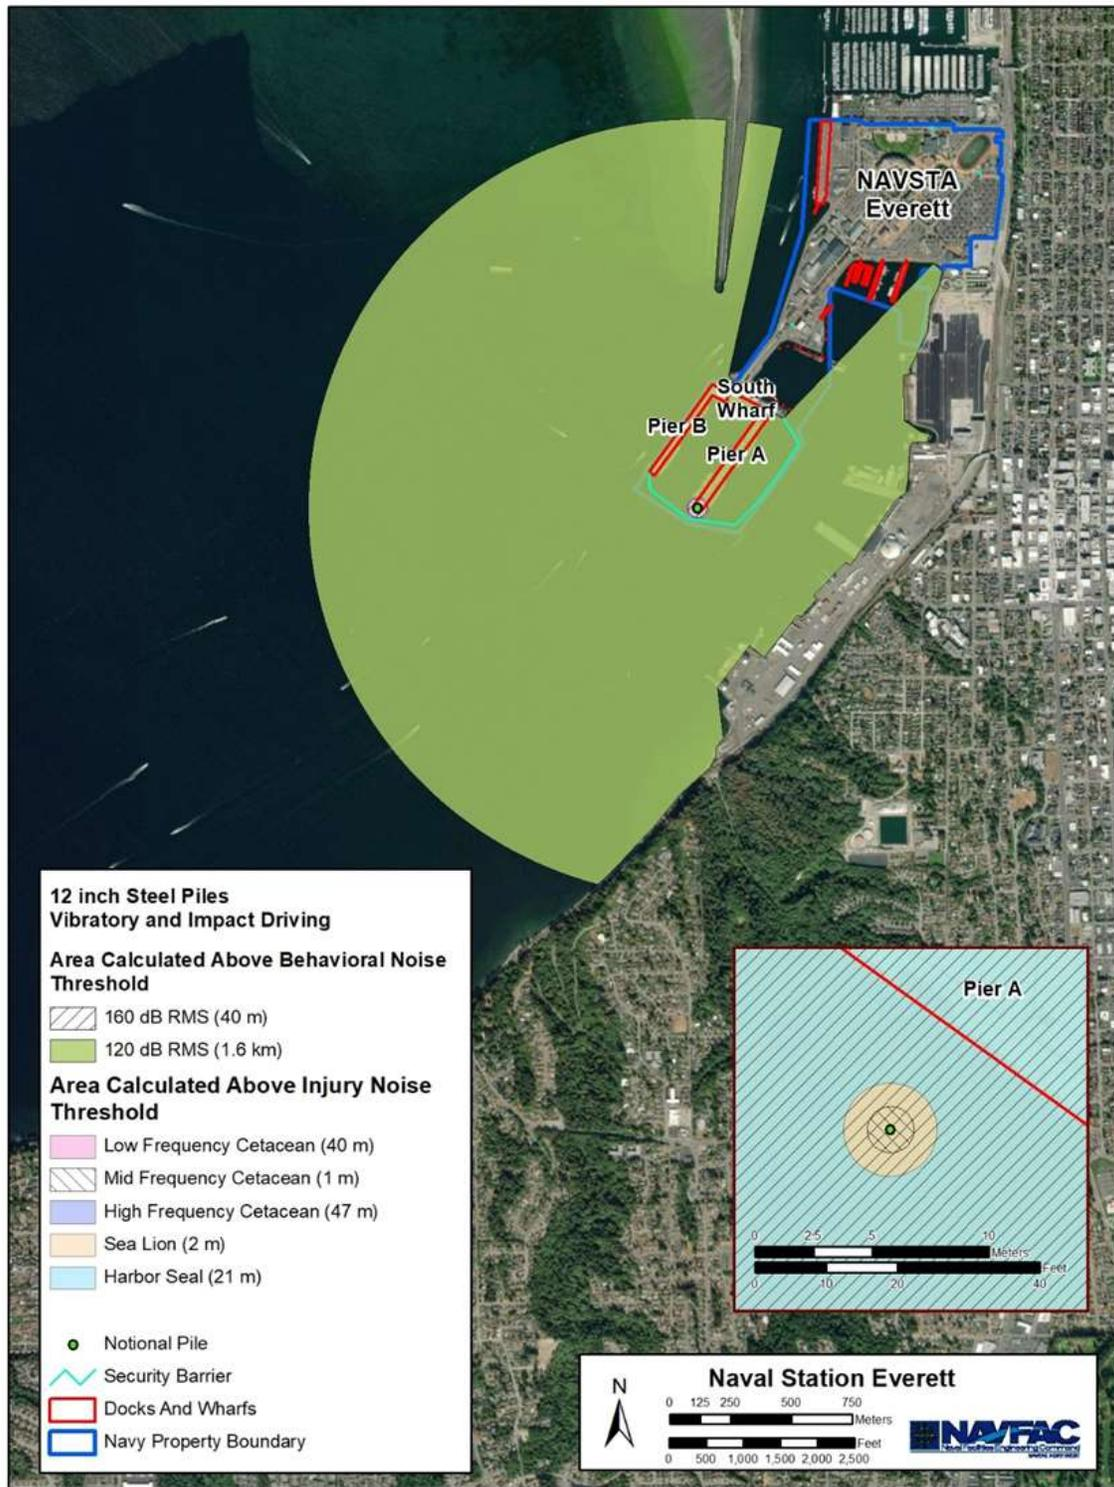 NAVSTA
Everett
South
Wharf
Pier B
Pier A
12 inch Steel Piles
Vibratory and Impact Driving
Area Calculated Above Behavioral Noise
Threshold
160 dB RMS (40 m)
120 dB RMS (1.6 km)
Area Calculated Above Injury Noise
Threshold
Low Frequency Cetacean (40 m)
Mid Frequency Cetacean (1 m)
High Frequency Cetacean (47 m)
Sea Lion (2 m)
Harbor Seal (21 m)
Notional Pile
Security Barrier
Docks And Wharfs
Navy Property Boundary
Pier A
0 2.5 5 10
Meters
Feet
0 10 20 40
Naval Station Everett
N
0 125 250 500 750
Meters
Feet
0 500 1,000 1,500 2,000 2,500
NAVFAC
Naval Facilities Engineering Command